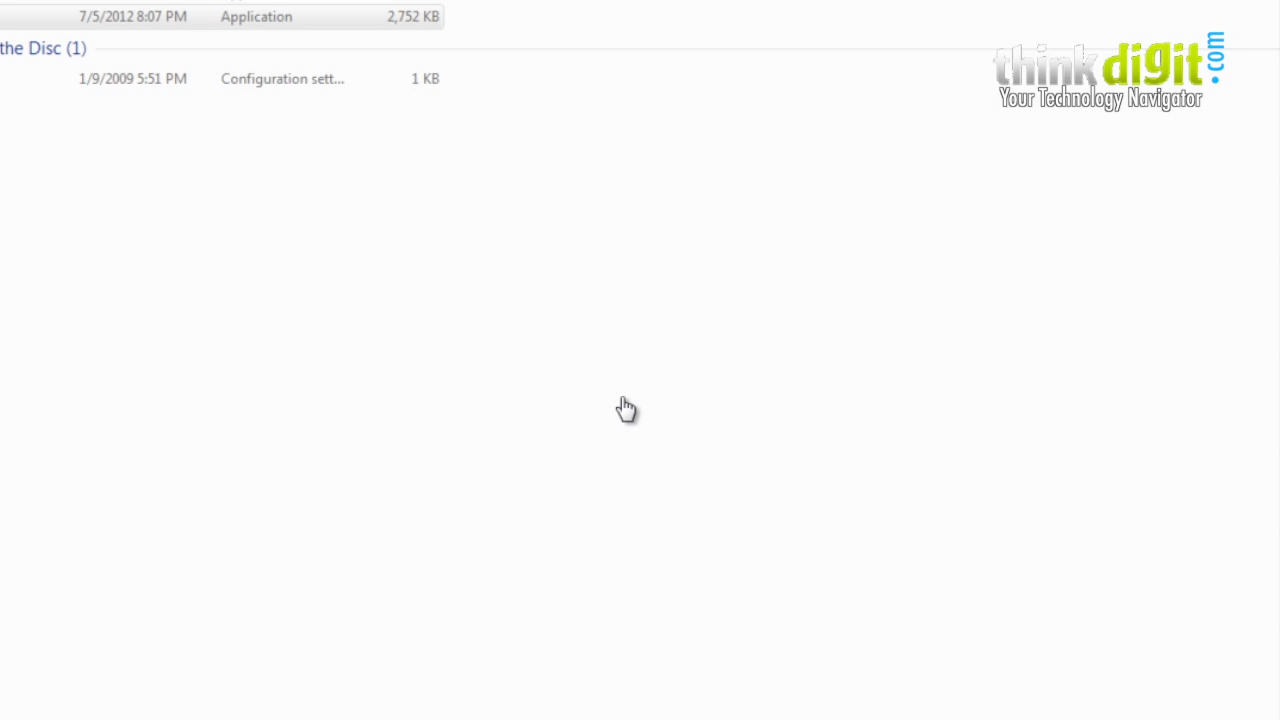 7/5/2012 8:07 PM Application 2,752 KB
the Disc (1)
1/9/2009 5:51 PM Configuration sett... 1 KB
thinkdigit.com
Your Technology Navigator